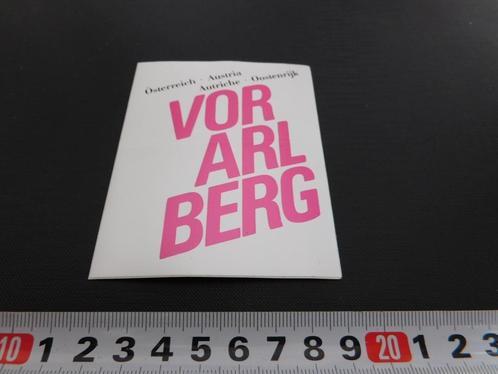 Österreich · Austria
Autriche · Oostenrijk
VOR
ARL
BERG
10 1 2 3 4 5 6 7 8 9 20 1 2 3